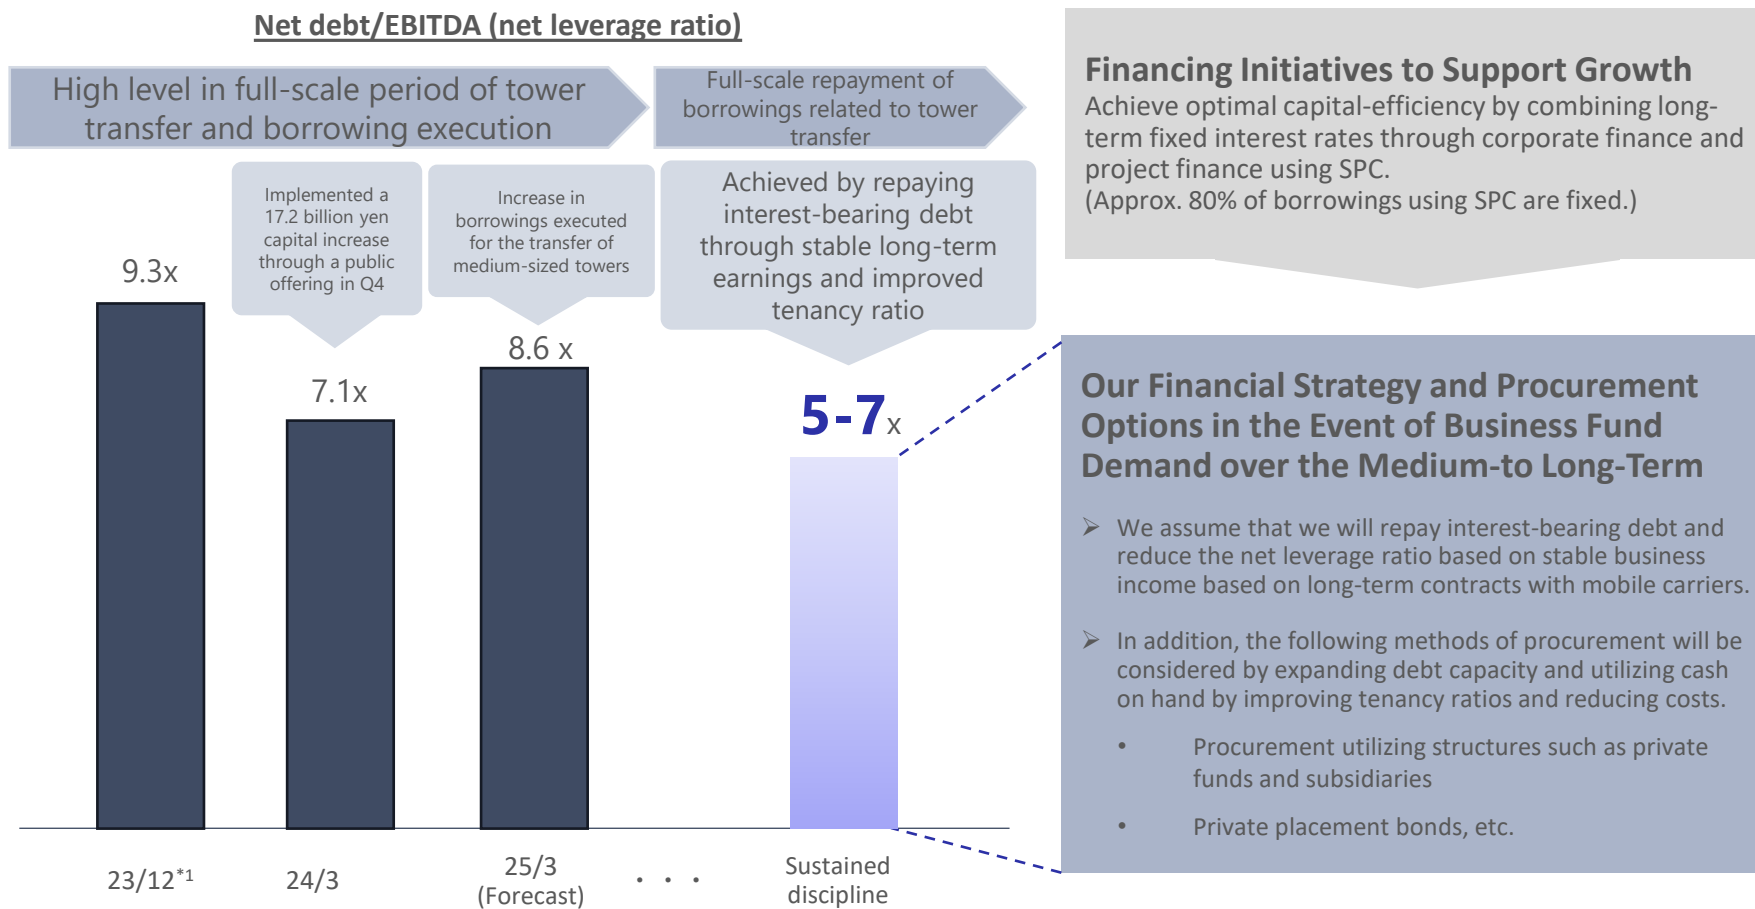 Net debt/EBITDA (net leverage ratio)
High level in full-scale period of tower
transfer and borrowing execution
Full-scale repayment of
borrowings related to tower
transfer
Implemented a
17.2 billion yen
capital increase
through a public
offering in Q4
Increase in
borrowings executed
for the transfer of
medium-sized towers
Achieved by repaying
interest-bearing debt
through stable long-term
earnings and improved
tenancy ratio
9.3x
7.1x
8.6 x
5-7x
23/12*1
24/3
25/3
(Forecast)
· · ·
Sustained
discipline
Financing Initiatives to Support Growth
Achieve optimal capital-efficiency by combining long-
term fixed interest rates through corporate finance and
project finance using SPC.
(Approx. 80% of borrowings using SPC are fixed.)
Our Financial Strategy and Procurement
Options in the Event of Business Fund
Demand over the Medium-to Long-Term
➢ We assume that we will repay interest-bearing debt and
reduce the net leverage ratio based on stable business
income based on long-term contracts with mobile carriers.
➢ In addition, the following methods of procurement will be
considered by expanding debt capacity and utilizing cash
on hand by improving tenancy ratios and reducing costs.
• Procurement utilizing structures such as private
funds and subsidiaries
• Private placement bonds, etc.